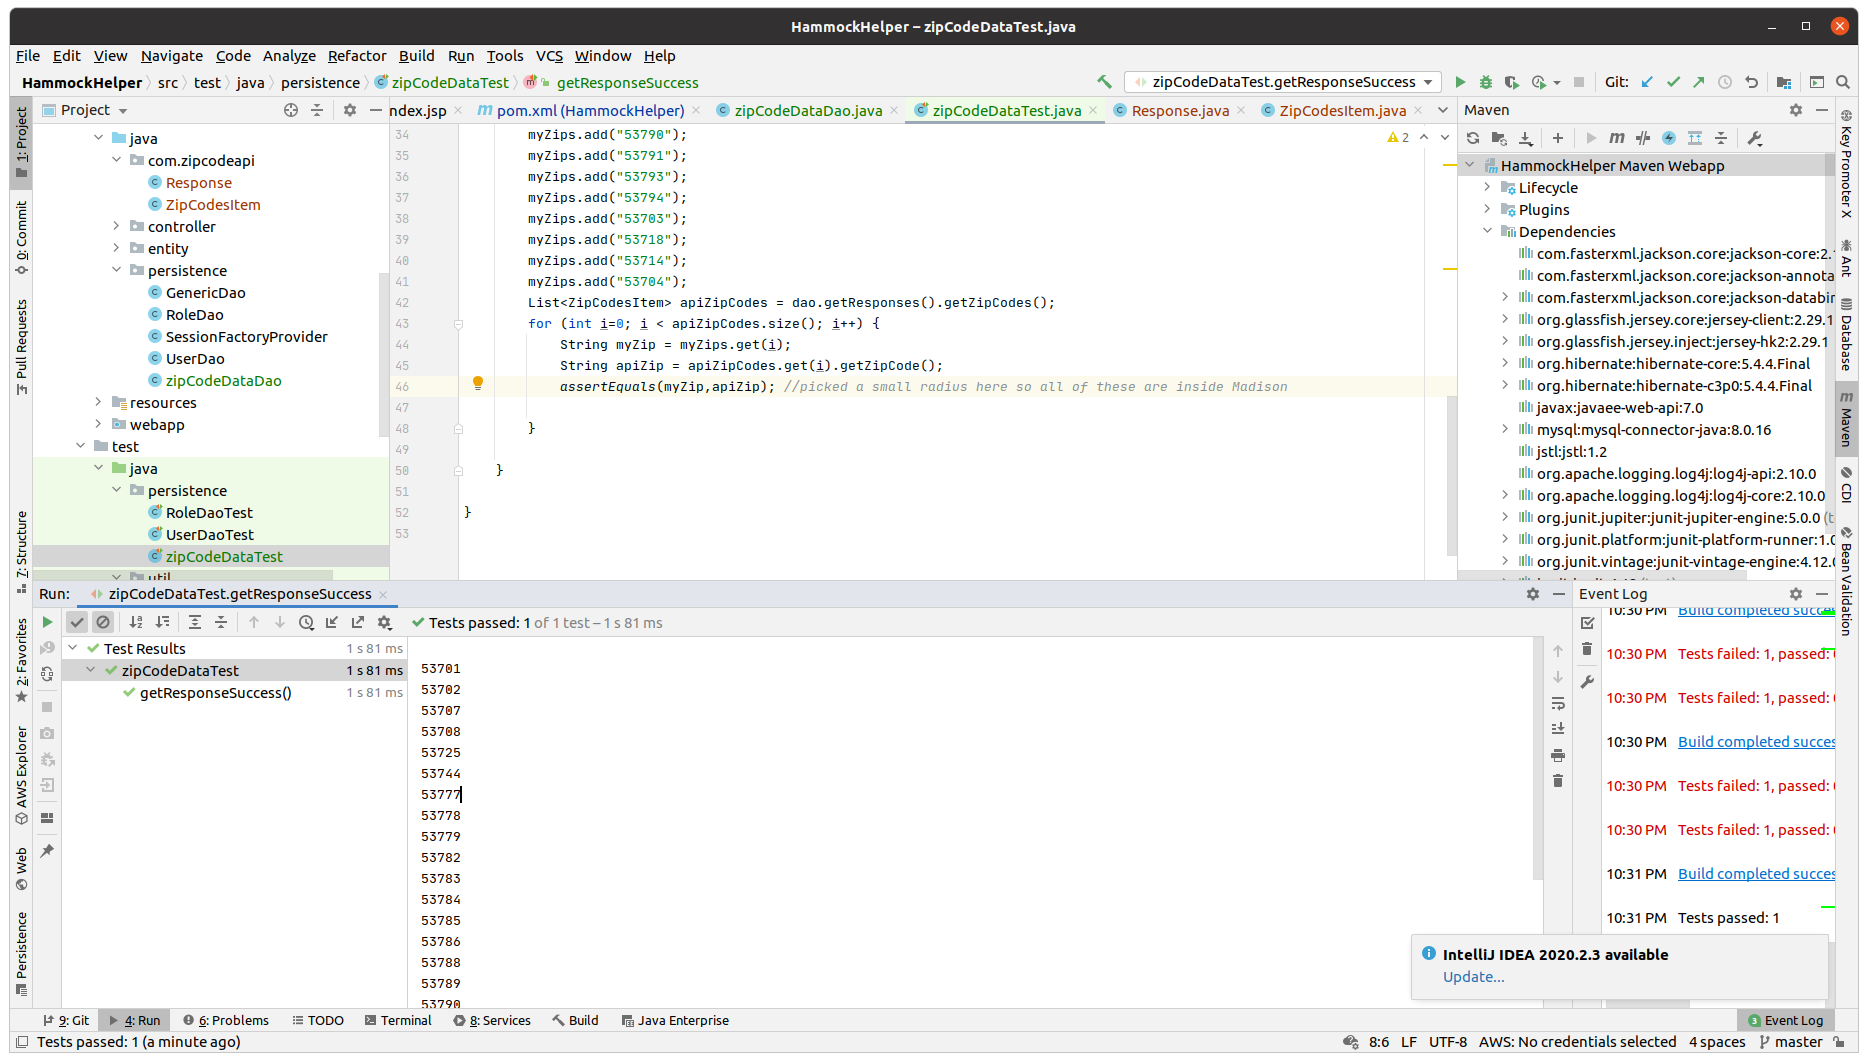 HammockHelper – zipCodeDataTest.java
File Edit View Navigate Code Analyze Refactor Build Run Tools VCS Window Help
HammockHelper src test java persistence zipCodeDataTest getResponseSuccess
zipCodeDataTest.getResponseSuccess
Git:
1: Project
0: Commit
Pull Requests
7: Structure
2: Favorites
AWS Explorer
Web
Persistence
Project
java
com.zipcodeapi
Response
ZipCodesItem
controller
entity
persistence
GenericDao
RoleDao
SessionFactoryProvider
UserDao
zipCodeDataDao
resources
webapp
test
java
persistence
RoleDaoTest
UserDaoTest
zipCodeDataTest
util
ndex.jsp pom.xml (HammockHelper) zipCodeDataDao.java zipCodeDataTest.java Response.java ZipCodesItem.java
2
34 myZips.add("53790");
35 myZips.add("53791");
36 myZips.add("53793");
37 myZips.add("53794");
38 myZips.add("53703");
39 myZips.add("53718");
40 myZips.add("53714");
41 myZips.add("53704");
42 List<ZipCodesItem> apiZipCodes = dao.getResponses().getZipCodes();
43 for (int i=0; i < apiZipCodes.size(); i++) {
44 String myZip = myZips.get(i);
45 String apiZip = apiZipCodes.get(i).getZipCode();
46 assertEquals(myZip,apiZip); //picked a small radius here so all of these are inside Madison
47
48 }
49
50 }
51
52 }
53
Maven
HammockHelper Maven Webapp
Lifecycle
Plugins
Dependencies
com.fasterxml.jackson.core:jackson-core:2.
com.fasterxml.jackson.core:jackson-annota
com.fasterxml.jackson.core:jackson-databin
org.glassfish.jersey.core:jersey-client:2.29.1
org.glassfish.jersey.inject:jersey-hk2:2.29.1
org.hibernate:hibernate-core:5.4.4.Final
org.hibernate:hibernate-c3p0:5.4.4.Final
javax:javaee-web-api:7.0
mysql:mysql-connector-java:8.0.16
jstl:jstl:1.2
org.apache.logging.log4j:log4j-api:2.10.0
org.apache.logging.log4j:log4j-core:2.10.0
org.junit.jupiter:junit-jupiter-engine:5.0.0 (t
org.junit.platform:junit-platform-runner:1.0
org.junit.vintage:junit-vintage-engine:4.12.
Key Promoter X
Ant
Database
Maven
CDI
Bean Validation
Run: zipCodeDataTest.getResponseSuccess
Tests passed: 1 of 1 test – 1 s 81 ms
Test Results 1 s 81 ms
zipCodeDataTest 1 s 81 ms
getResponseSuccess() 1 s 81 ms
53701
53702
53707
53708
53725
53744
53777
53778
53779
53782
53783
53784
53785
53786
53788
53789
53790
Event Log
10:30 PM Build completed succe
10:30 PM Tests failed: 1, passed:
10:30 PM Tests failed: 1, passed:
10:30 PM Build completed succes
10:30 PM Tests failed: 1, passed:
10:30 PM Tests failed: 1, passed:
10:31 PM Build completed succes
10:31 PM Tests passed: 1
IntelliJ IDEA 2020.2.3 available
Update...
9: Git 4: Run 6: Problems TODO Terminal 8: Services Build Java Enterprise
3 Event Log
Tests passed: 1 (a minute ago)
8:6 LF UTF-8 AWS: No credentials selected 4 spaces master